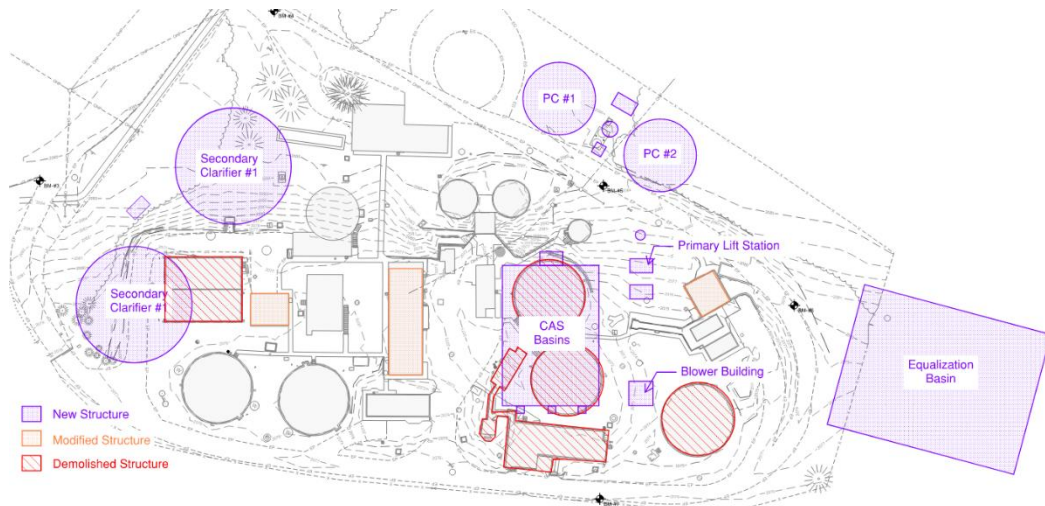 PC #1
PC #2
Secondary
Clarifier #1
Primary Lift Station
Secondary
Clarifier #1
CAS
Basins
Blower Building
Equalization
Basin
New Structure
Modified Structure
Demolished Structure